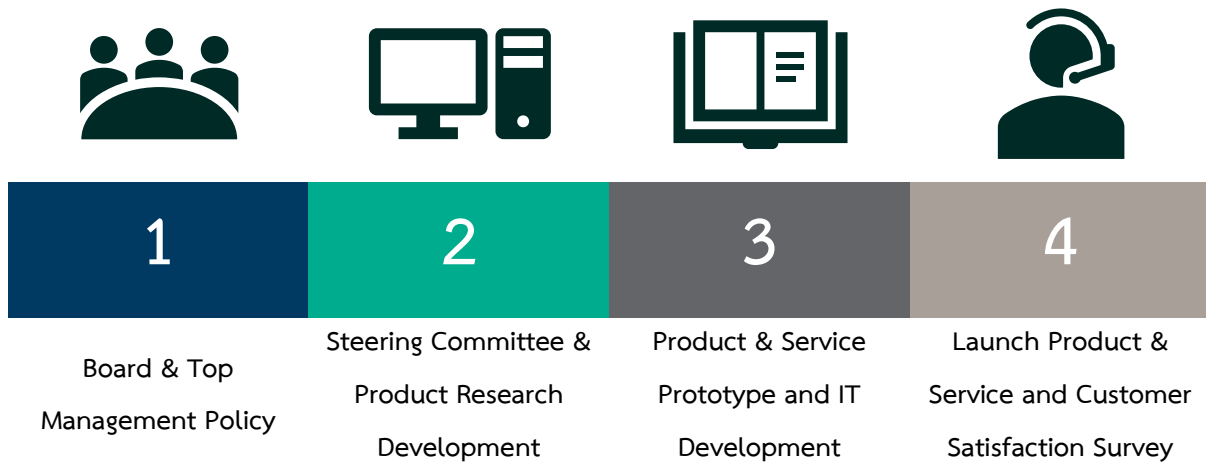 1
2
3
4
Board & Top
Management Policy
Steering Committee &
Product Research
Development
Product & Service
Prototype and IT
Development
Launch Product &
Service and Customer
Satisfaction Survey